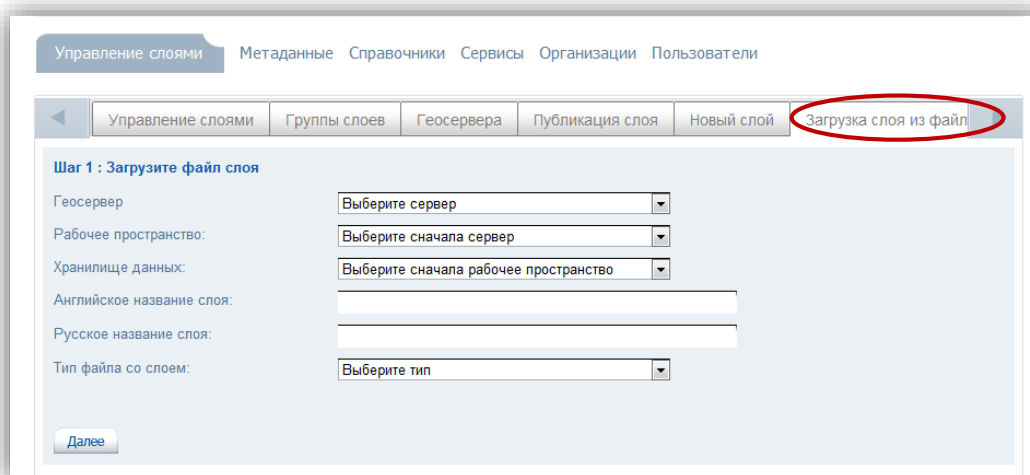 Управление слоями Метаданные Справочники Сервисы Организации Пользователи
Управление слоями Группы слоев Геосервера Публикация слоя Новый слой Загрузка слоя из файл
Шаг 1 : Загрузите файл слоя
Геосервер Выберите сервер
Рабочее пространство: Выберите сначала сервер
Хранилище данных: Выберите сначала рабочее пространство
Английское название слоя:
Русское название слоя:
Тип файла со слоем: Выберите тип
Далее